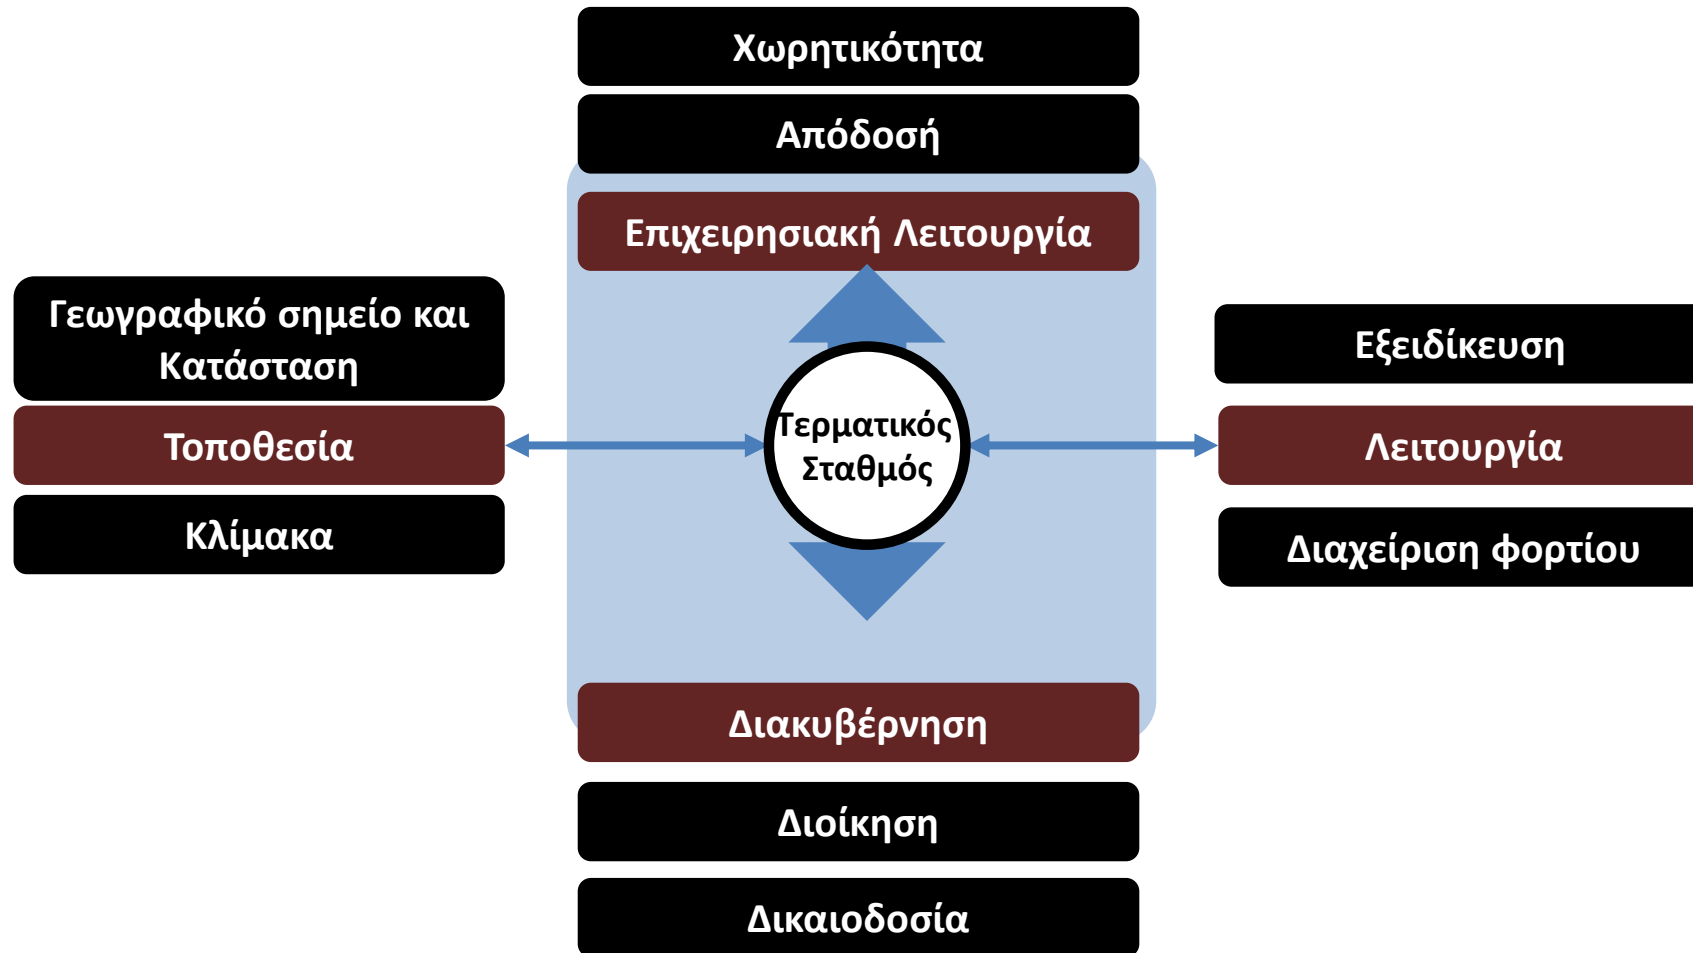 Χωρητικότητα
Απόδοσή
Επιχειρησιακή Λειτουργία
Γεωγραφικό σημείο και
Κατάσταση
Τοποθεσία
Κλίμακα
Τερματικός
Σταθμός
Εξειδίκευση
Λειτουργία
Διαχείριση φορτίου
Διακυβέρνηση
Διοίκηση
Δικαιοδοσία